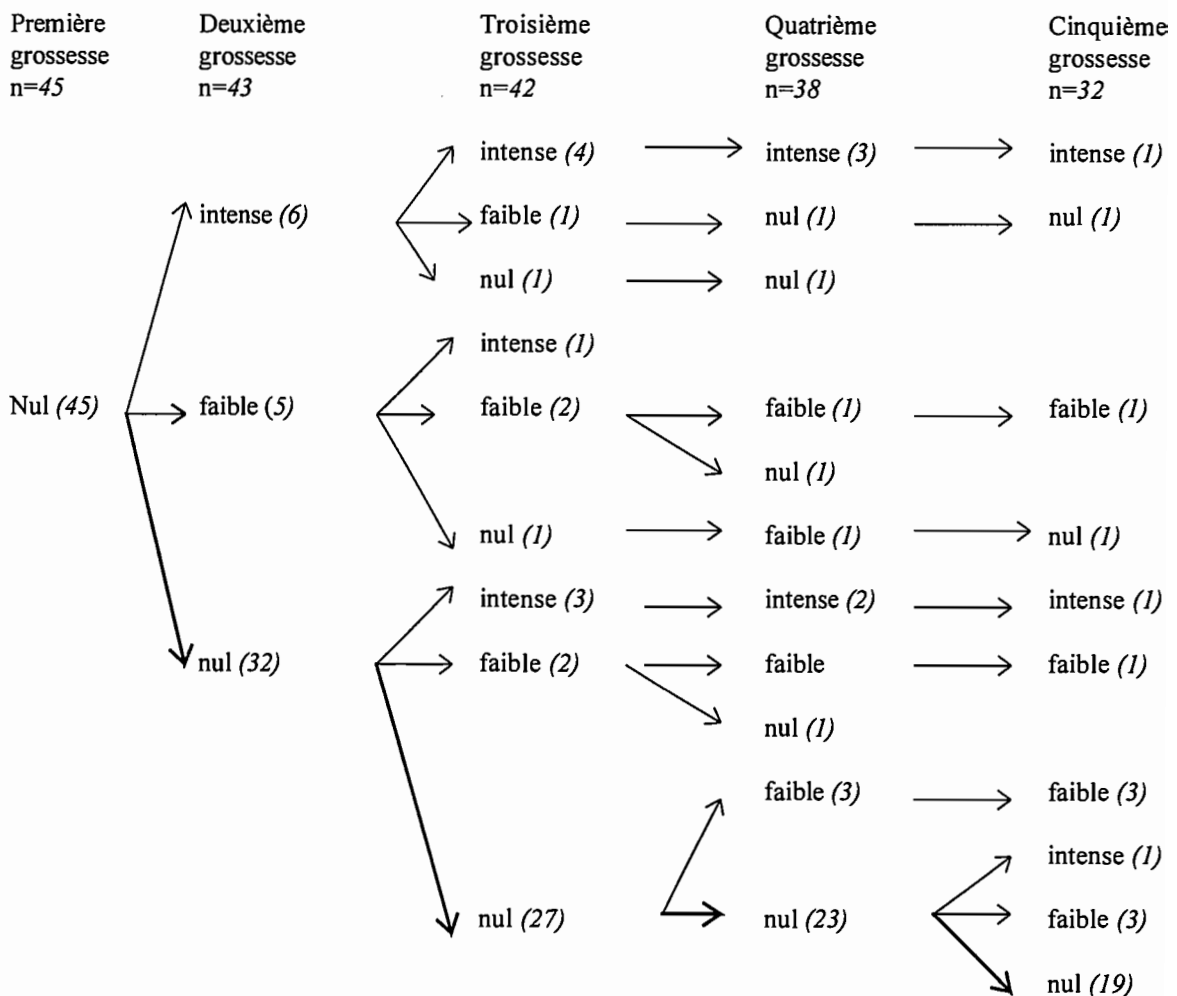 Première Deuxième Troisième Quatrième Cinquième
grossesse grossesse grossesse grossesse grossesse
n=45 n=43 n=42 n=38 n=32
intense (4) intense (3) intense (1)
intense (6) faible (1) nul (1) nul (1)
nul (1) nul (1)
intense (1)
Nul (45) faible (5) faible (2) faible (1) faible (1)
nul (1)
nul (1) faible (1) nul (1)
intense (3) intense (2) intense (1)
nul (32) faible (2) faible faible (1)
nul (1)
faible (3) faible (3)
intense (1)
nul (27) nul (23) faible (3)
nul (19)